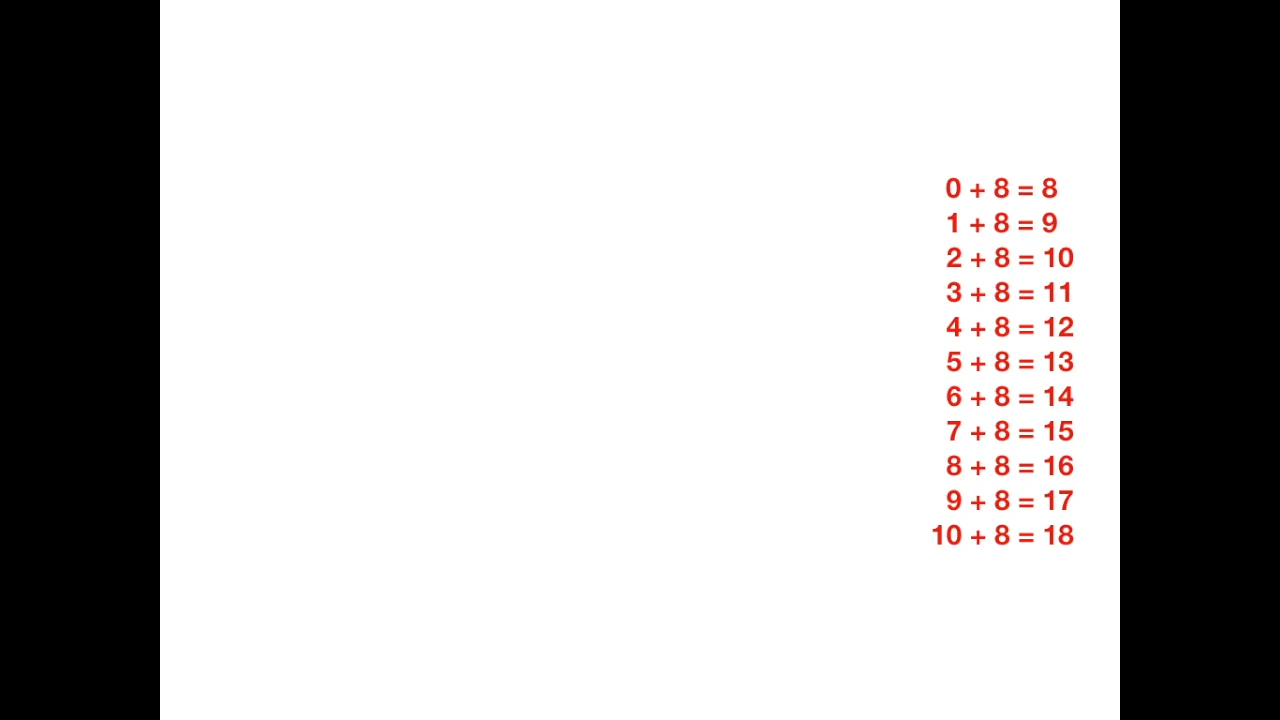 0 + 8 = 8
1 + 8 = 9
2 + 8 = 10
3 + 8 = 11
4 + 8 = 12
5 + 8 = 13
6 + 8 = 14
7 + 8 = 15
8 + 8 = 16
9 + 8 = 17
10 + 8 = 18